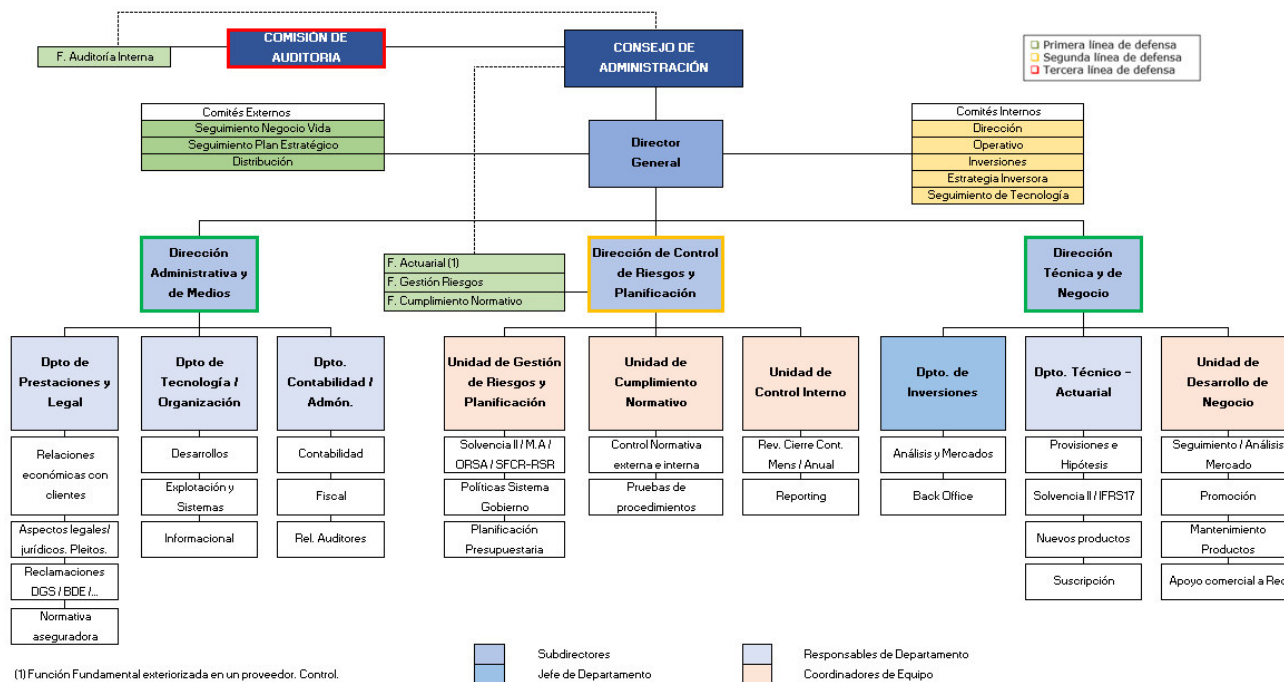 COMISIÓN DE
AUDITORIA
CONSEJO DE
ADMINISTRACIÓN
F. Auditoría Interna
Primera línea de defensa
Segunda línea de defensa
Tercera línea de defensa
Comités Externos
Seguimiento Negocio Vida
Seguimiento Plan Estratégico
Distribución
Director
General
Comités Internos
Dirección
Operativo
Inversiones
Estrategia Inversora
Seguimiento de Tecnología
Dirección
Administrativa y
de Medios
F. Actuarial (1)
F. Gestión Riesgos
F. Cumplimiento Normativo
Dirección de Control
de Riesgos y
Planificación
Dirección
Técnica y de
Negocio
Dpto de
Prestaciones y
Legal
Dpto de
Tecnología /
Organización
Dpto.
Contabilidad /
Admón.
Unidad de Gestión
de Riesgos y
Planificación
Unidad de
Cumplimiento
Normativo
Unidad de
Control Interno
Dpto. de
Inversiones
Dpto. Técnico -
Actuarial
Unidad de
Desarrollo de
Negocio
Relaciones
económicas con
clientes
Aspectos legales/
jurídicos. Pleitos.
Reclamaciones
DGS / BDE /...
Normativa
aseguradora
Desarrollos
Explotación y
Sistemas
Informacional
Contabilidad
Fiscal
Rel. Auditores
Solvencia II / M.A /
ORSA / SFCR-RSR
Políticas Sistema
Gobierno
Planificación
Presupuestaria
Control Normativa
externa e interna
Pruebas de
procedimientos
Rev. Cierre Cont.
Mens / Anual
Reporting
Análisis y Mercados
Back Office
Provisiones e
Hipótesis
Solvencia II / IFRS17
Nuevos productos
Suscripción
Seguimiento / Análisis
Mercado
Promoción
Mantenimiento
Productos
Apoyo comercial a Red
(1) Función Fundamental exteriorizada en un proveedor. Control.
Subdirectores
Jefe de Departamento
Responsables de Departamento
Coordinadores de Equipo